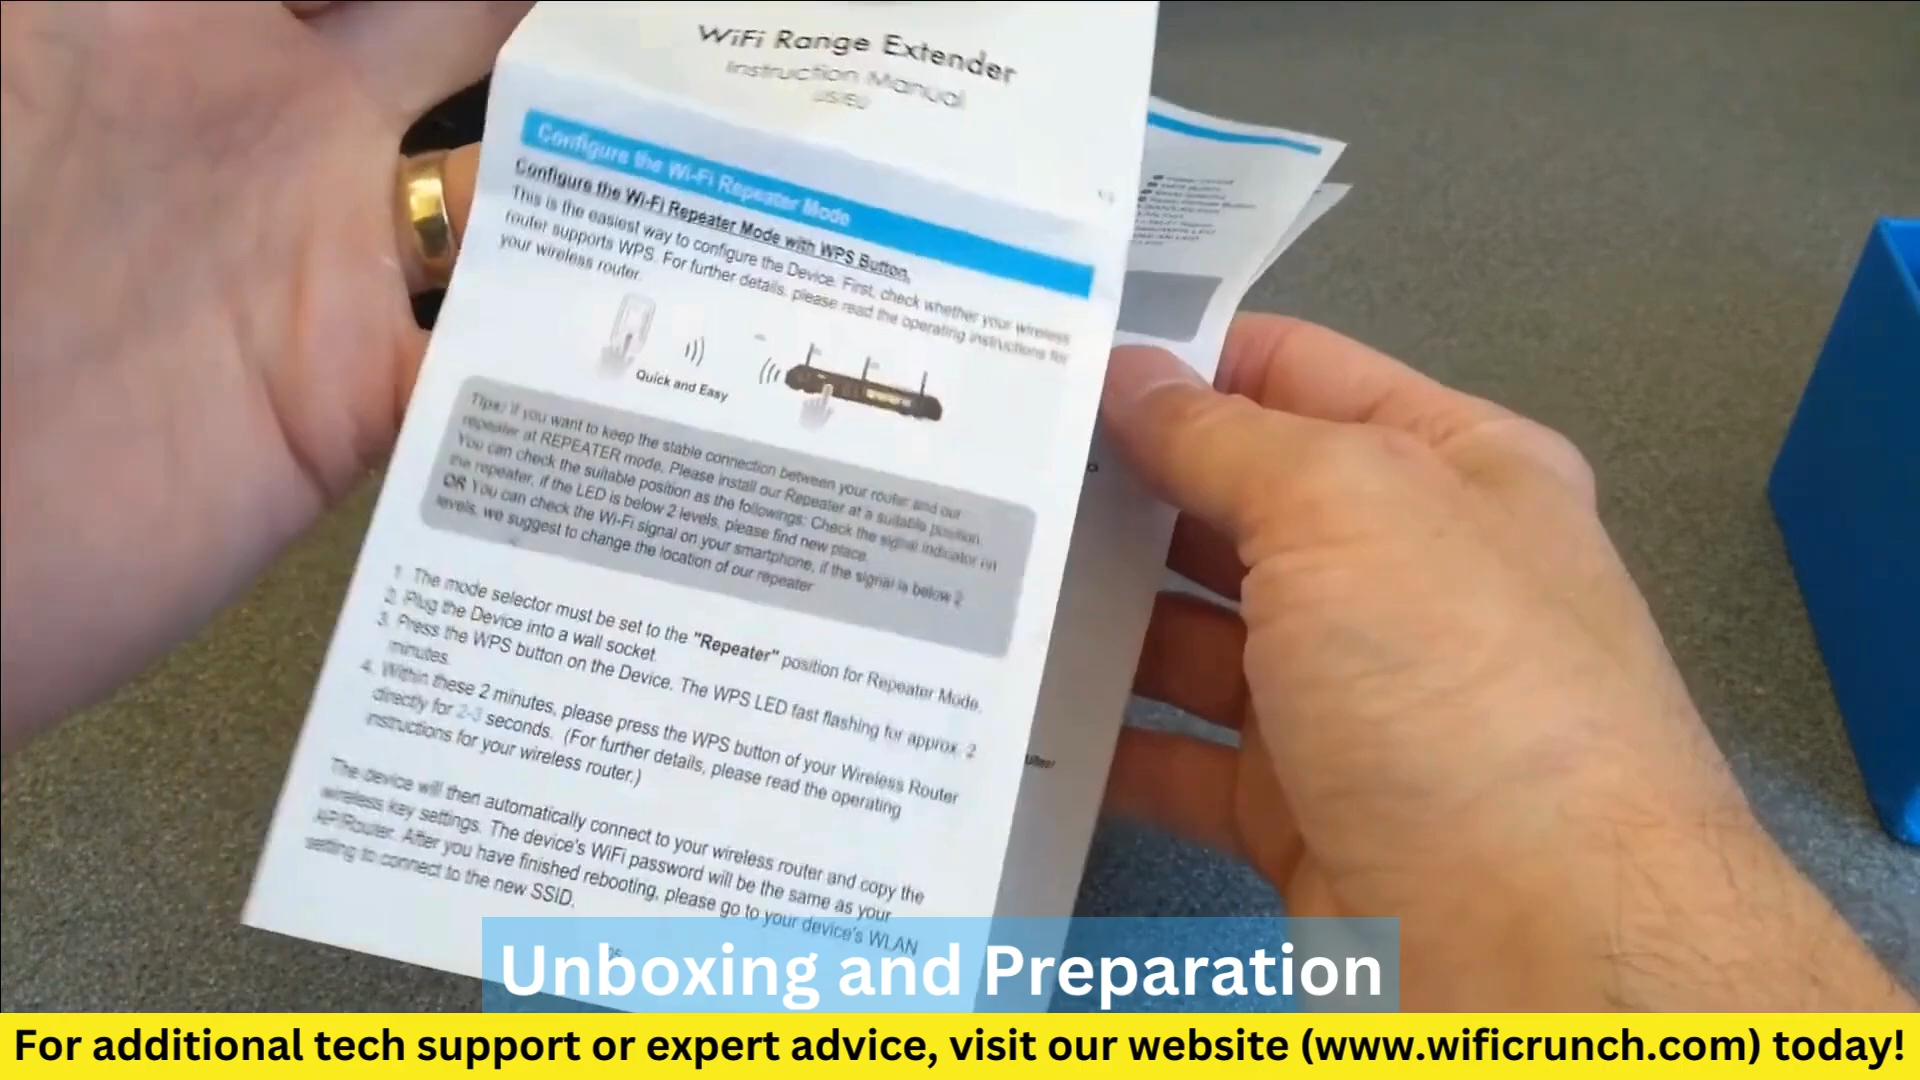 WiFi Range Extender
Instruction Manual
US/EU
Configure the Wi-Fi Repeater Mode
Configure the Wi-Fi Repeater Mode with WPS Button.
This is the easiest way to configure the Device. First, check whether your wireless
router supports WPS. For further details, please read the operating instructions for
your wireless router.
Quick and Easy
Tips: If you want to keep the stable connection between your router and our
repeater at REPEATER mode, Please install our Repeater at a suitable position.
You can check the suitable position as the followings: Check the signal indicator on
the repeater, if the LED is below 2 levels, please find new place.
OR You can check the Wi-Fi signal on your smartphone, if the signal is below 2
levels, we suggest to change the location of our repeater
1 The mode selector must be set to the "Repeater" position for Repeater Mode.
2. Plug the Device into a wall socket.
3. Press the WPS button on the Device. The WPS LED fast flashing for approx. 2
minutes.
4. Within these 2 minutes, please press the WPS button of your Wireless Router
directly for 2-3 seconds. (For further details, please read the operating
instructions for your wireless router.)
The device will then automatically connect to your wireless router and copy the
wireless key settings. The device's WiFi password will be the same as your
AP/Router. After you have finished rebooting, please go to your device's WLAN
setting to connect to the new SSID.
Unboxing and Preparation
For additional tech support or expert advice, visit our website (www.wificrunch.com) today!